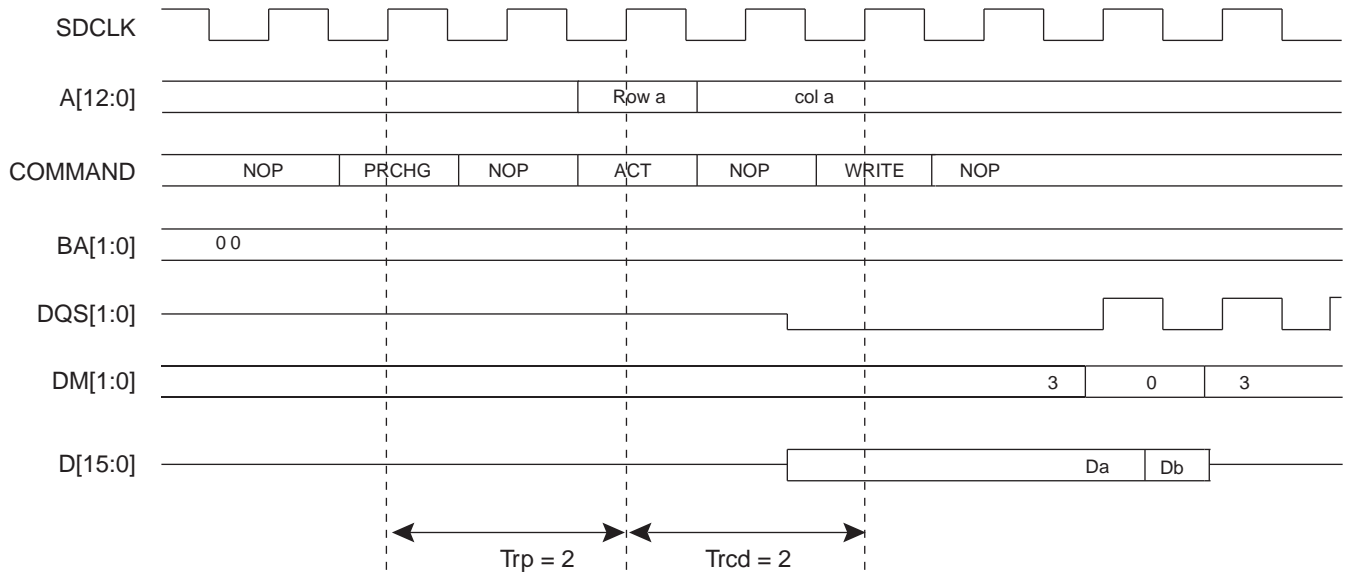 SDCLK
A[12:0] Row a col a
COMMAND NOP PRCHG NOP ACT NOP WRITE NOP
BA[1:0] 0 0
DQS[1:0]
DM[1:0] 3 0 3
D[15:0] Da Db
Trp = 2 Trcd = 2